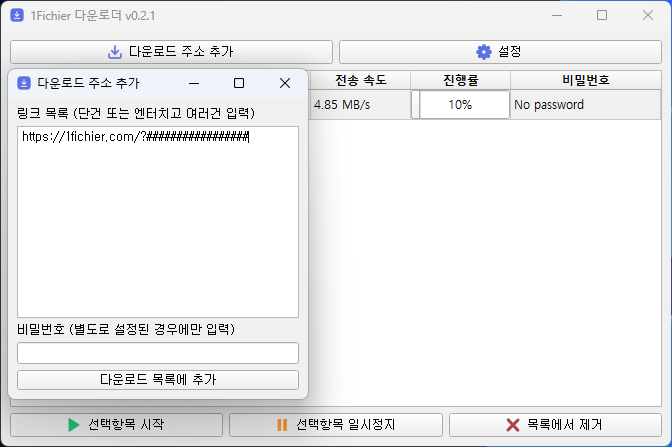 1Fichier 다운로더 v0.2.1
다운로드 주소 추가
설정
전송 속도
진행률
비밀번호
4.85 MB/s
10%
No password
다운로드 주소 추가
링크 목록 (단건 또는 엔터치고 여러건 입력)
https://1fichier.com/?#################
비밀번호 (별도로 설정된 경우에만 입력)
다운로드 목록에 추가
선택항목 시작
선택항목 일시정지
목록에서 제거